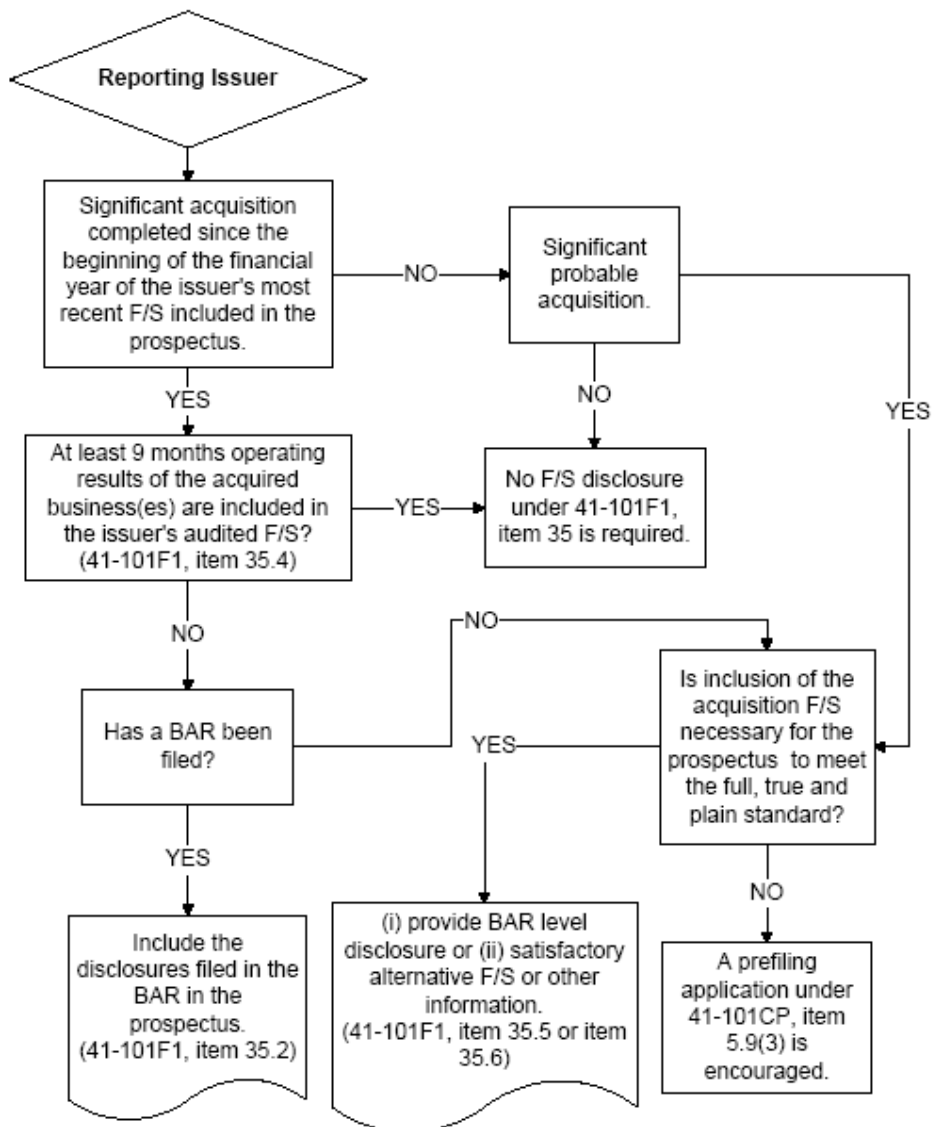 Reporting Issuer
Significant acquisition
completed since the
beginning of the financial
year of the issuer's most
recent F/S included in the
prospectus.
NO
Significant
probable
acquisition.
YES
NO
YES
At least 9 months operating
results of the acquired
business(es) are included in
the issuer's audited F/S?
(41-101F1, item 35.4)
YES
No F/S disclosure
under 41-101F1,
item 35 is required.
NO
NO
Has a BAR been
filed?
YES
Is inclusion of the
acquisition F/S
necessary for the
prospectus to meet
the full, true and
plain standard?
YES
NO
Include the
disclosures filed in the
BAR in the
prospectus.
(41-101F1, item 35.2)
(i) provide BAR level
disclosure or (ii) satisfactory
alternative F/S or other
information.
(41-101F1, item 35.5 or item
35.6)
A prefiling
application under
41-101CP, item
5.9(3) is
encouraged.